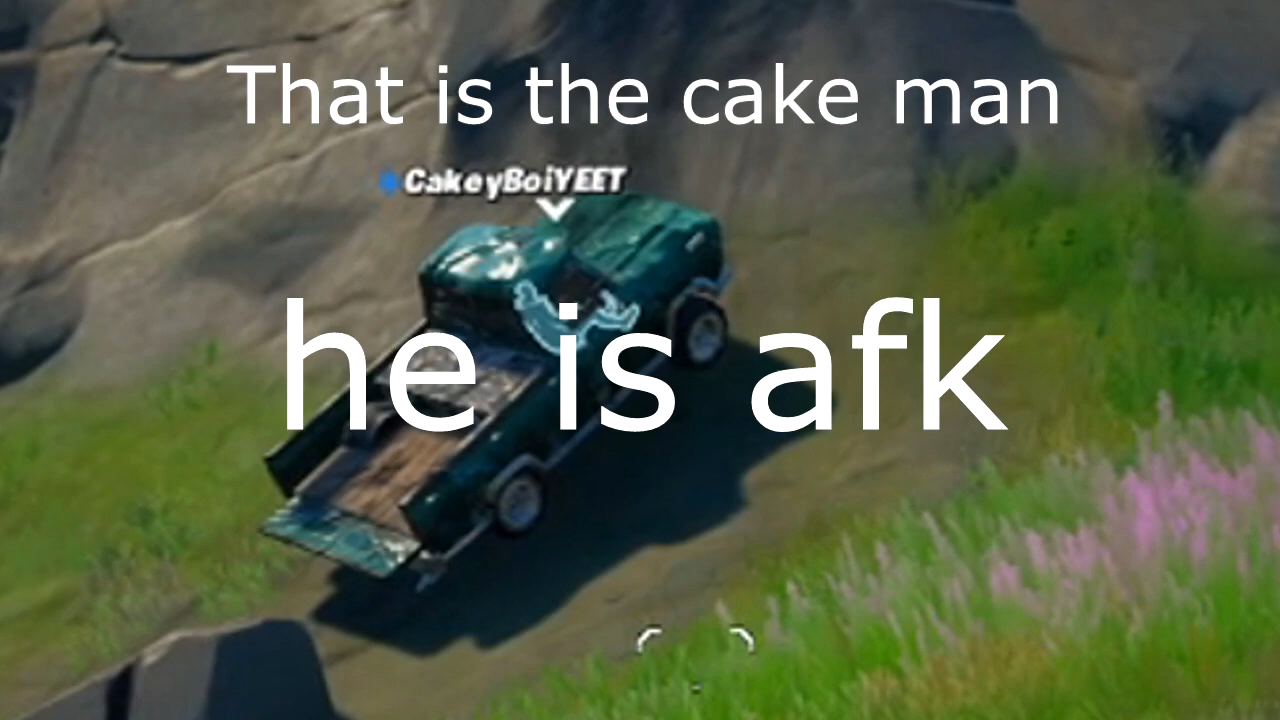 That is the cake man
CakeyBoiYEET
he is afk